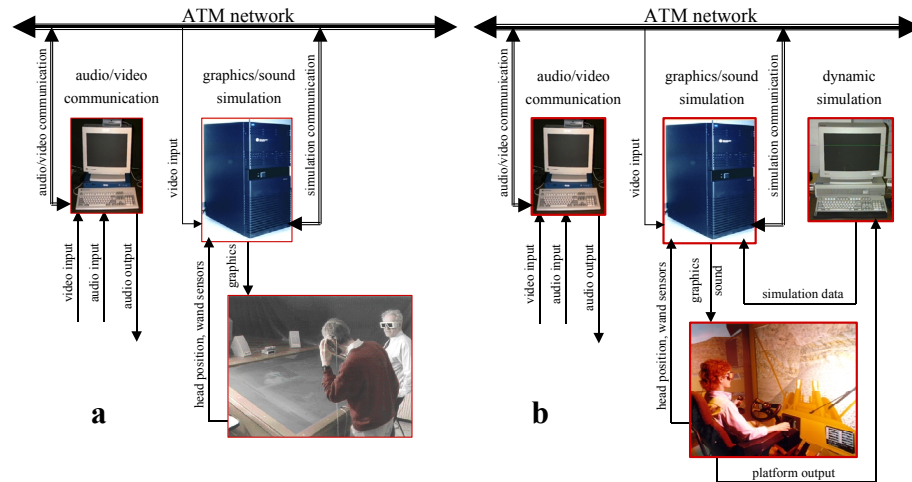 ATM network
audio/video
communication
graphics/sound
simulation
audio/video communication
video input
simulation communication
video input
audio input
audio output
head position, wand sensors
graphics
a
ATM network
audio/video
communication
graphics/sound
simulation
dynamic
simulation
audio/video communication
video input
simulation communication
video input
audio input
audio output
head position, wand sensors
graphics
sound
simulation data
platform output
b